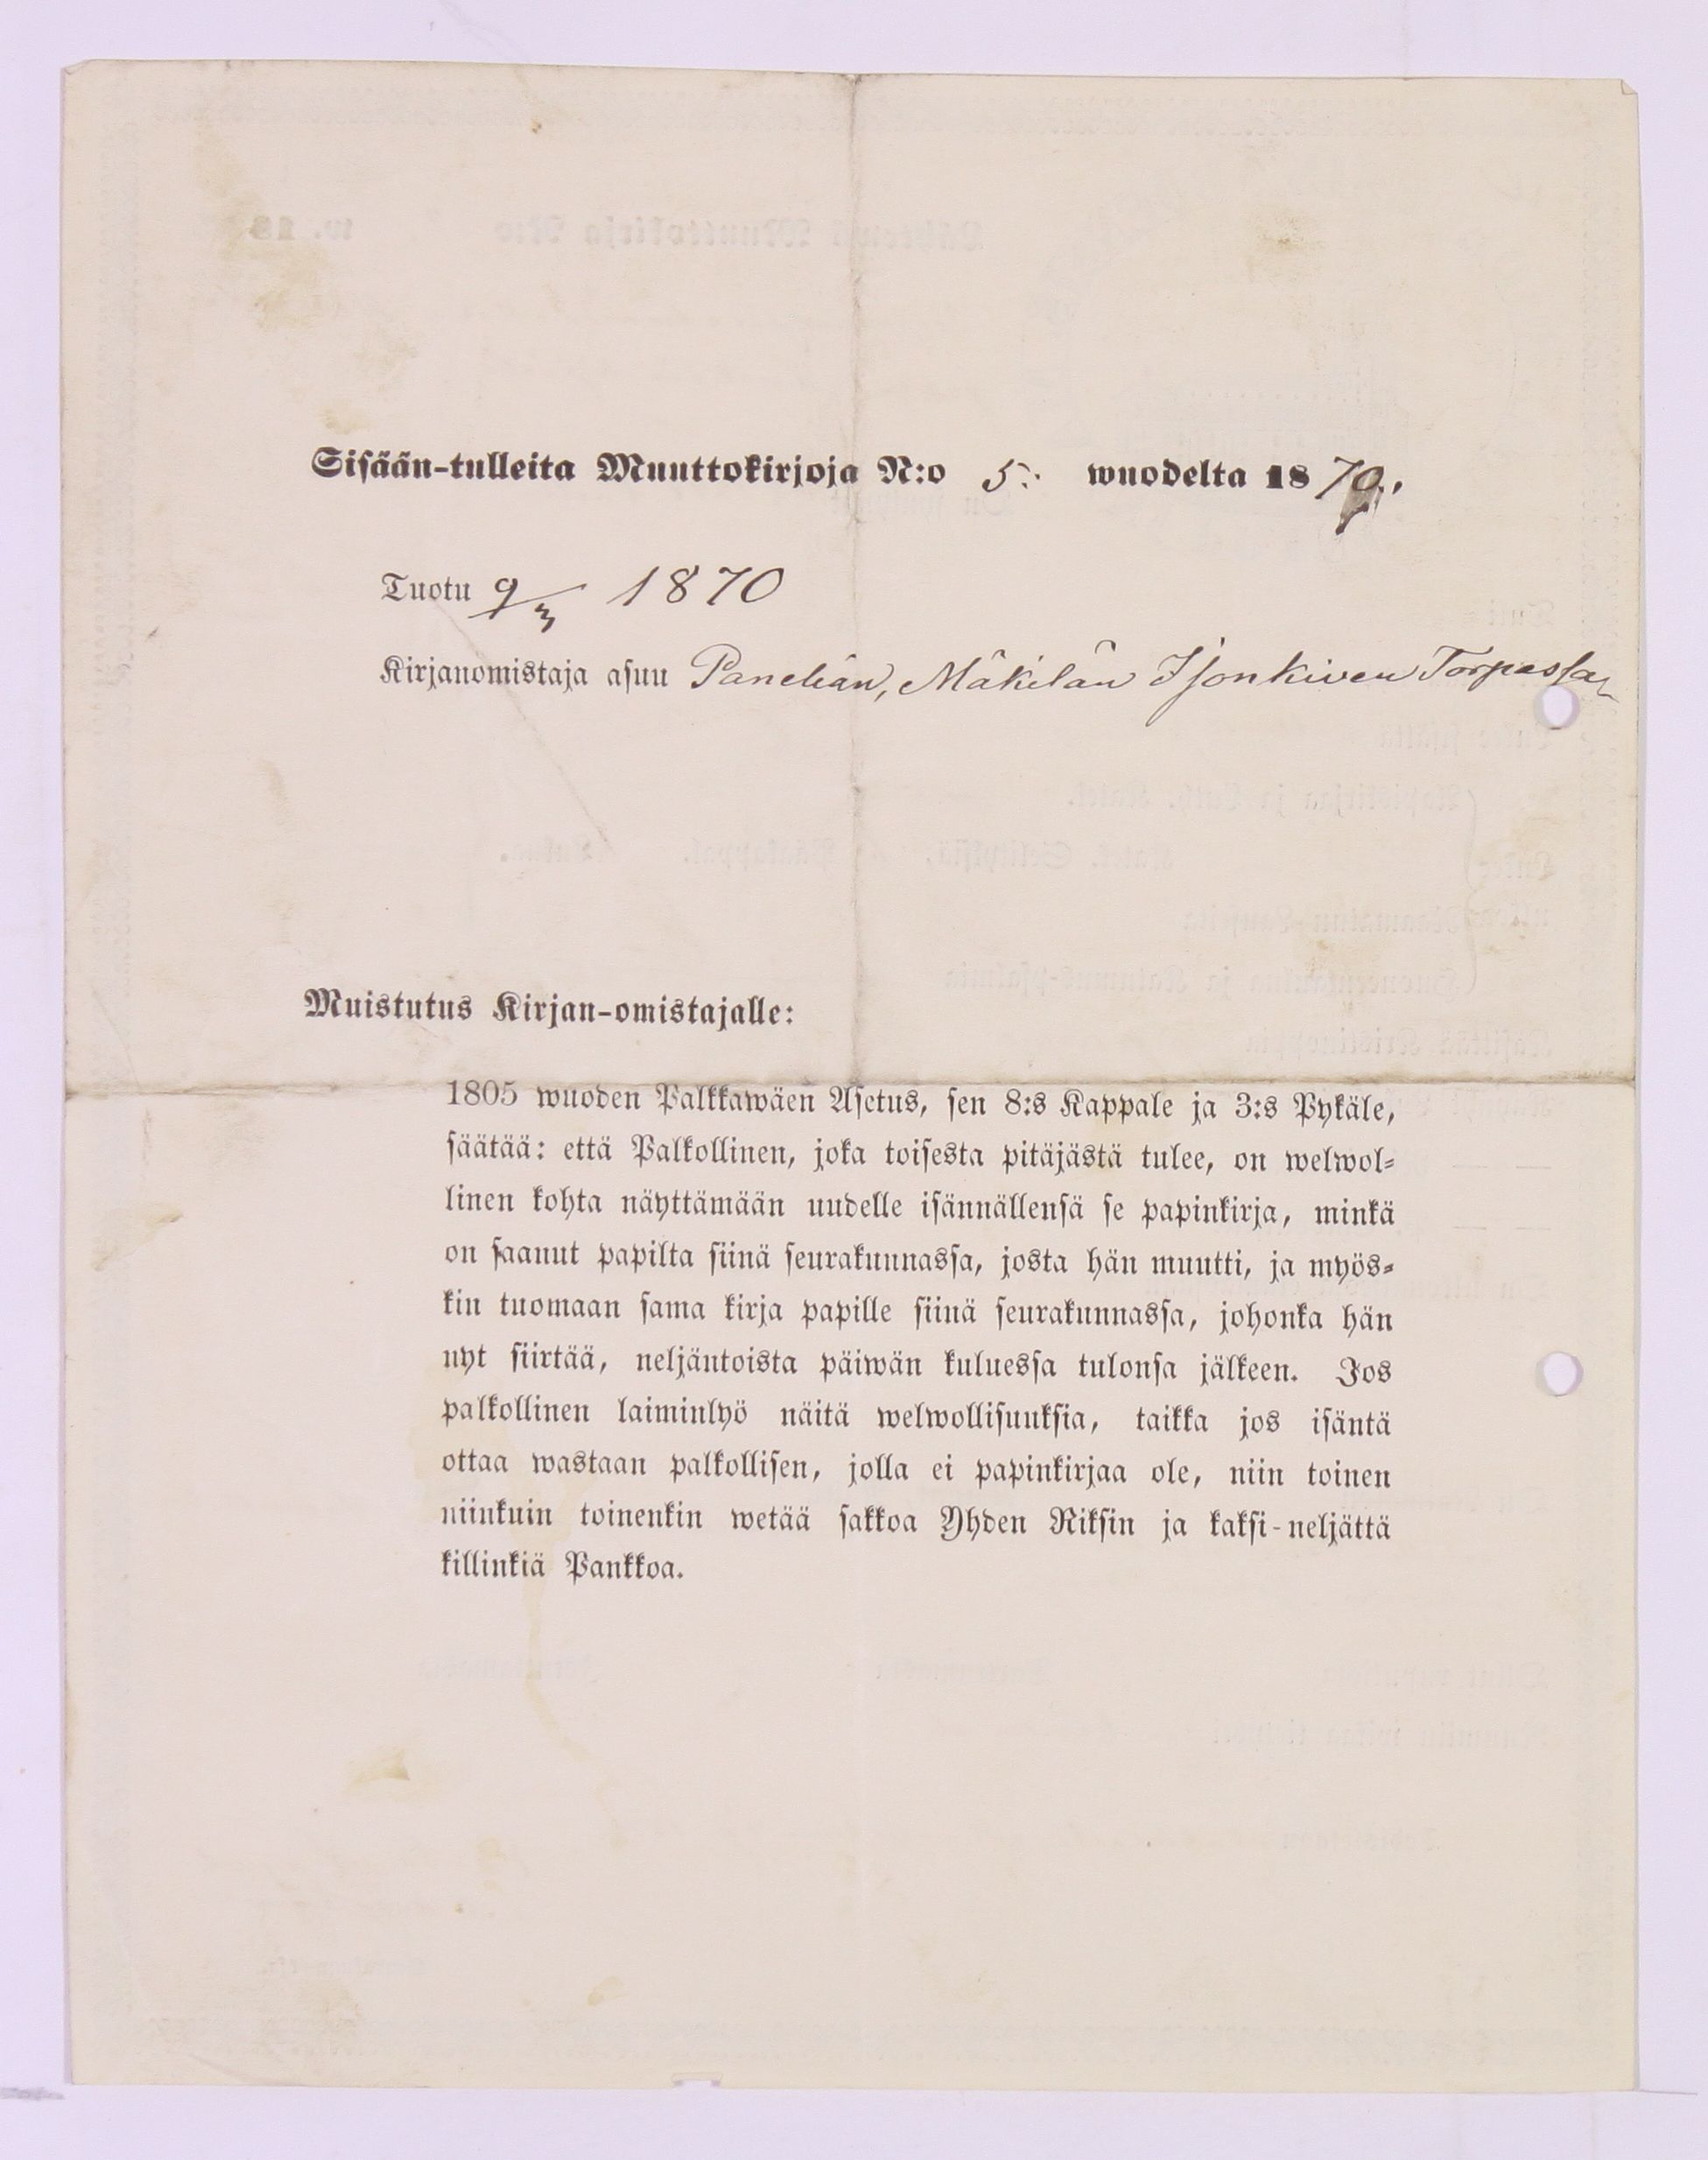 Sisään-tulleita Muuttokirjoja N:o 5. wuodelta 1870.,
Tuotu 9/3 1870
Kirjanomistaja asuu Panelian, Mäkilän Isonkiven Torpassa
Muistutus Kirjan-omistajalle:
1805 wuoden Palkkawäen Asetus, sen 8:s Kappale ja 3:s Pykäle,
säätää: että Palkollinen, joka toisesta pitäjästä tulee, on welwol-
linen kohta näyttämään uudelle isännällensä se papinkirja, minkä
on saanut papilta siinä seurakunnassa, josta hän muutti, ja myös-
kin tuomaan sama kirja papille siinä seurakunnassa, johonka hän
nyt siirtää, neljäntoista päiwän kuluessa tulonsa jälkeen. Jos
palkollinen laiminlyö näitä welwollisuuksia, taikka jos isäntä
ottaa wastaan palkollisen, jolla ei papinkirjaa ole, niin toinen
niinkuin toinenkin wetää sakkoa Yhden Riksin ja kaksi-neljättä
killinkiä Pankkoa.